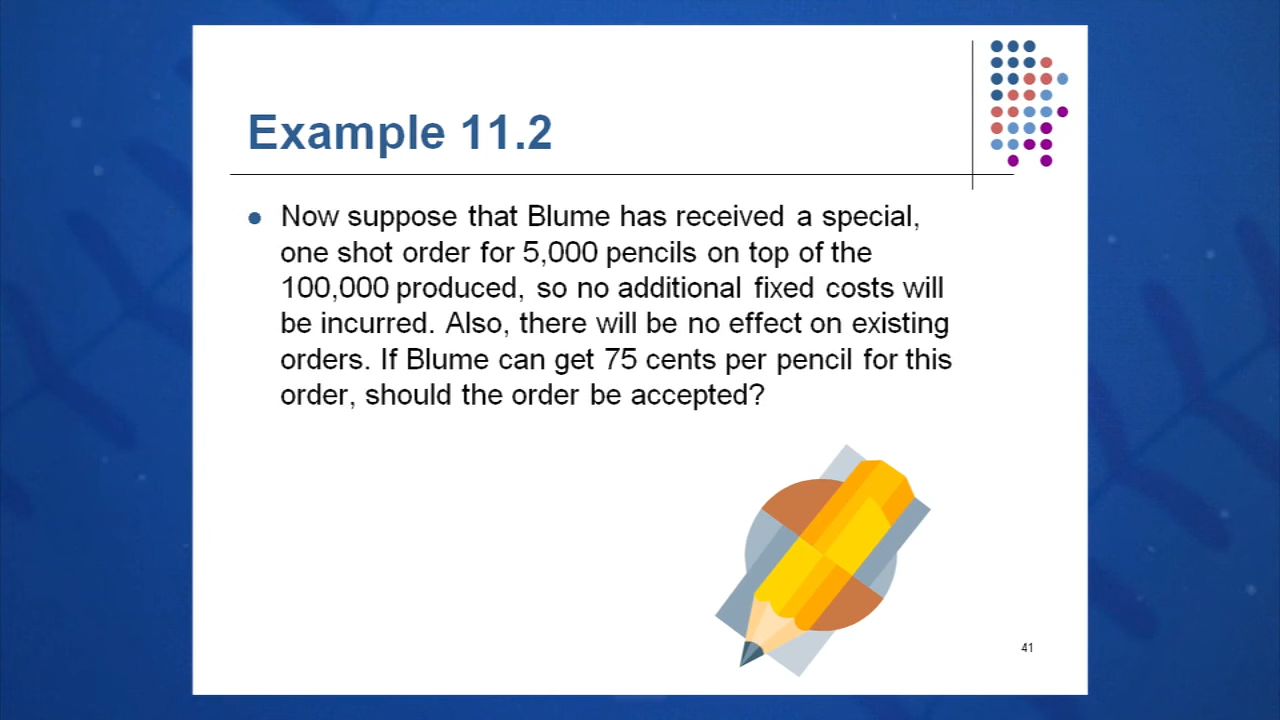 Example 11.2
Now suppose that Blume has received a special,
one shot order for 5,000 pencils on top of the
100,000 produced, so no additional fixed costs will
be incurred. Also, there will be no effect on existing
orders. If Blume can get 75 cents per pencil for this
order, should the order be accepted?
41